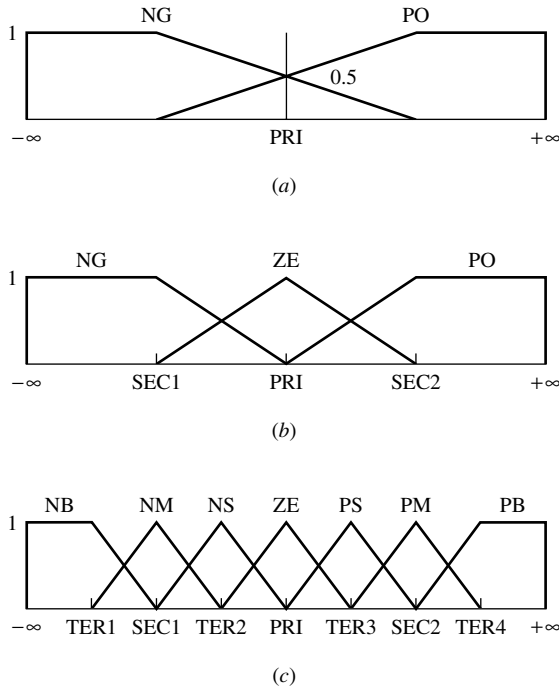 NG PO
1
0.5
−∞ PRI +∞
(a)
NG ZE PO
1
−∞ SEC1 PRI SEC2 +∞
(b)
NB NM NS ZE PS PM PB
1
−∞ TER1 SEC1 TER2 PRI TER3 SEC2 TER4 +∞
(c)